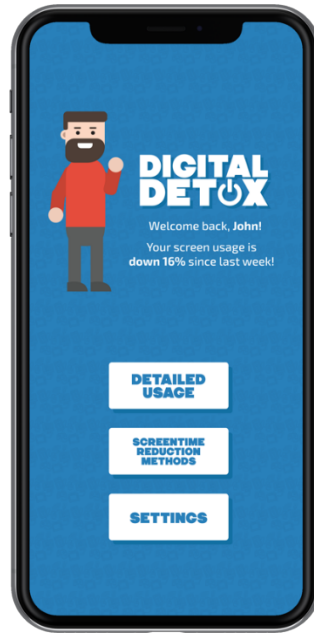 DIGITAL
DETOX
Welcome back, John!
Your screen usage is
down 16% since last week!
DETAILED
USAGE
SCREENTIME
REDUCTION
METHODS
SETTINGS